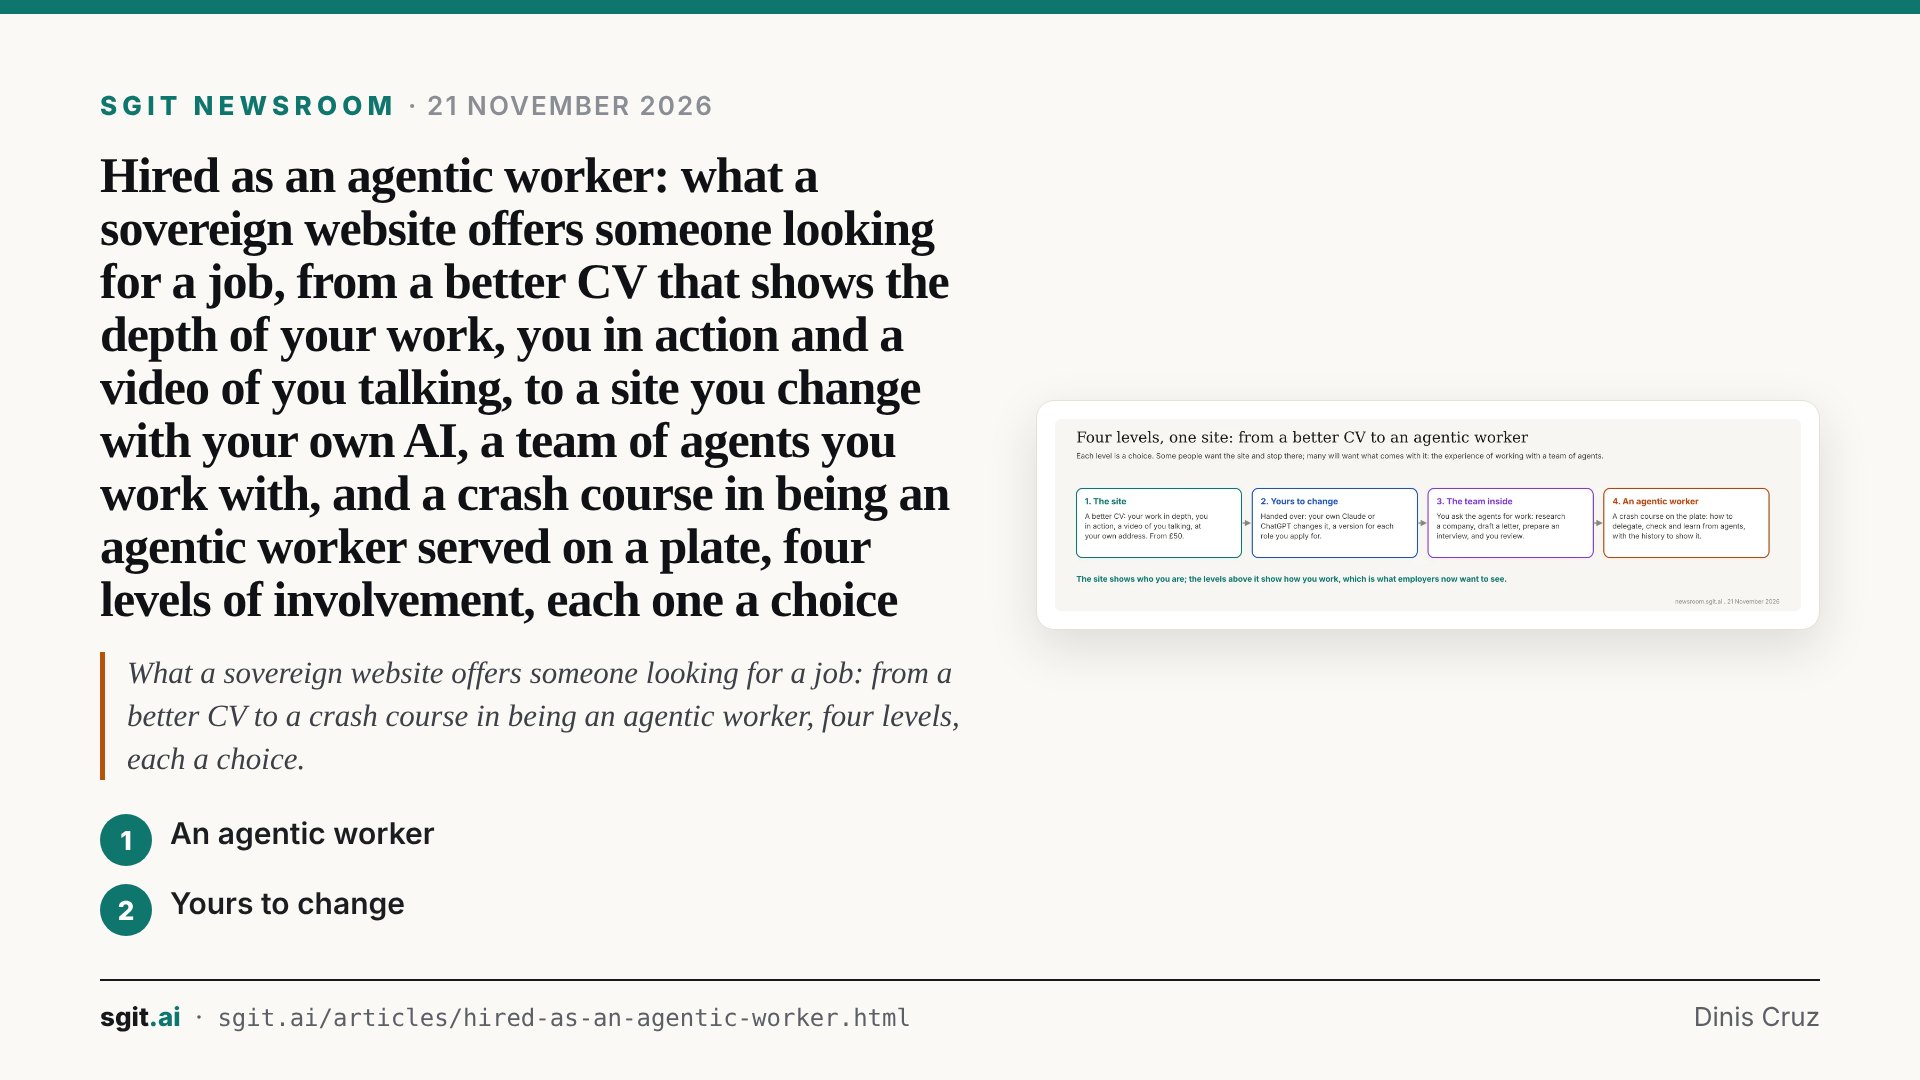 SGIT NEWSROOM · 21 NOVEMBER 2026
Hired as an agentic worker: what a
sovereign website offers someone looking
for a job, from a better CV that shows the
depth of your work, you in action and a
video of you talking, to a site you change
with your own AI, a team of agents you
work with, and a crash course in being an
agentic worker served on a plate, four
levels of involvement, each one a choice
What a sovereign website offers someone looking for a job: from a
better CV to a crash course in being an agentic worker, four levels,
each a choice.
1 An agentic worker
2 Yours to change
Four levels, one site: from a better CV to an agentic worker
Each level is a choice. Some people want the site and stop there; many will want what comes with it: the experience of working with a team of agents.
1. The site
A better CV: your work in depth, you
in action, a video of you talking, at
your own address. From £50.
2. Yours to change
Handed over: your own Claude or
ChatGPT changes it, a version for each
role you apply for.
3. The team inside
You ask the agents for work: research
a company, draft a letter, prepare an
interview, and you review.
4. An agentic worker
A crash course on the plate: how to
delegate, check and learn from agents,
with the history to show it.
The site shows who you are; the levels above it show how you work, which is what employers now want to see.
newsroom.sgit.ai . 21 November 2026
sgit.ai · sgit.ai/articles/hired-as-an-agentic-worker.html
Dinis Cruz